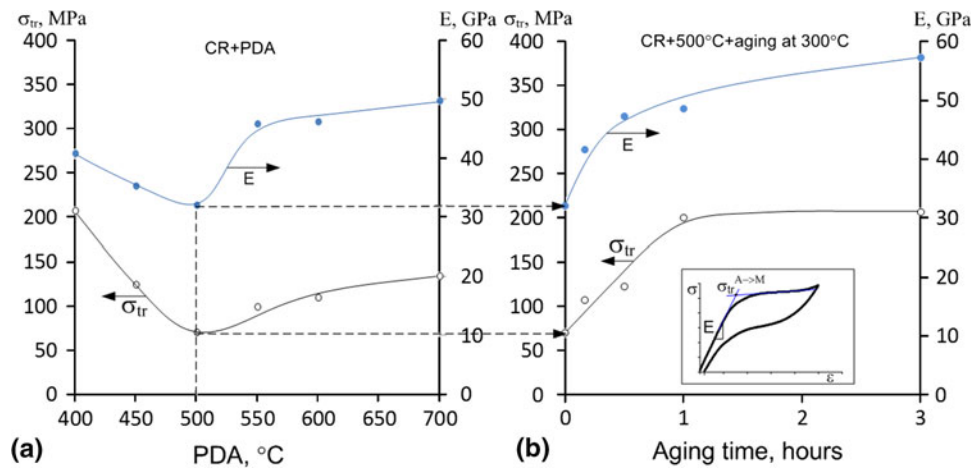 σtr, MPa
E, GPa
σtr, MPa
E, GPa
400
350
300
250
200
150
100
50
0
CR+PDA
E
σtr
60
50
40
30
20
10
0
400 450 500 550 600 700
(a)
PDA, °C
400
350
300
250
200
150
100
50
0
CR+500°C+aging at 300°C
E
σtr
σ
σtr A–>M
E
ε
60
50
40
30
20
10
0
0 1 2 3
(b)
Aging time, hours